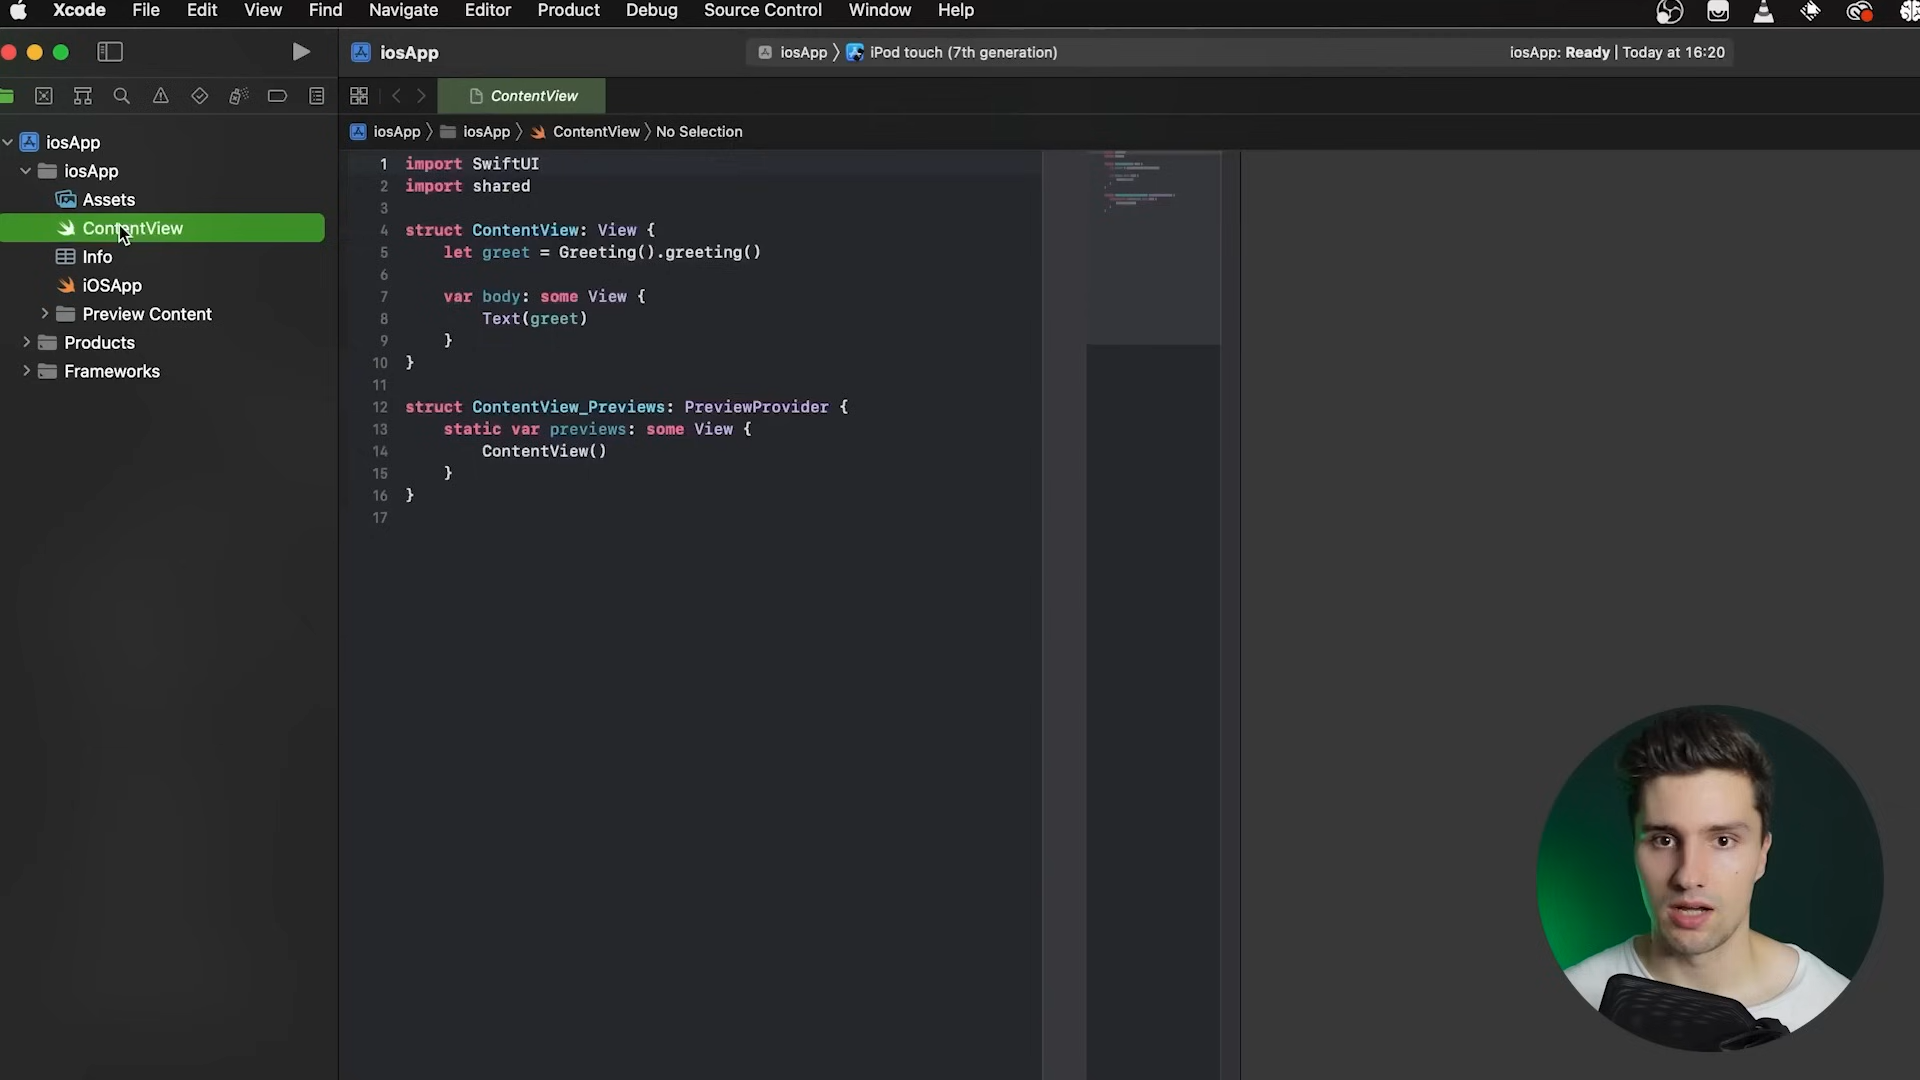 Xcode File Edit View Find Navigate Editor Product Debug Source Control Window Help
iosApp
iosApp 〉 iPod touch (7th generation)
iosApp: Ready | Today at 16:20
ContentView
iosApp 〉 iosApp 〉 ContentView 〉 No Selection
iosApp
iosApp
Assets
ContentView
Info
iOSApp
Preview Content
Products
Frameworks
1 import SwiftUI
2 import shared
3
4 struct ContentView: View {
5 let greet = Greeting().greeting()
6
7 var body: some View {
8 Text(greet)
9 }
10 }
11
12 struct ContentView_Previews: PreviewProvider {
13 static var previews: some View {
14 ContentView()
15 }
16 }
17